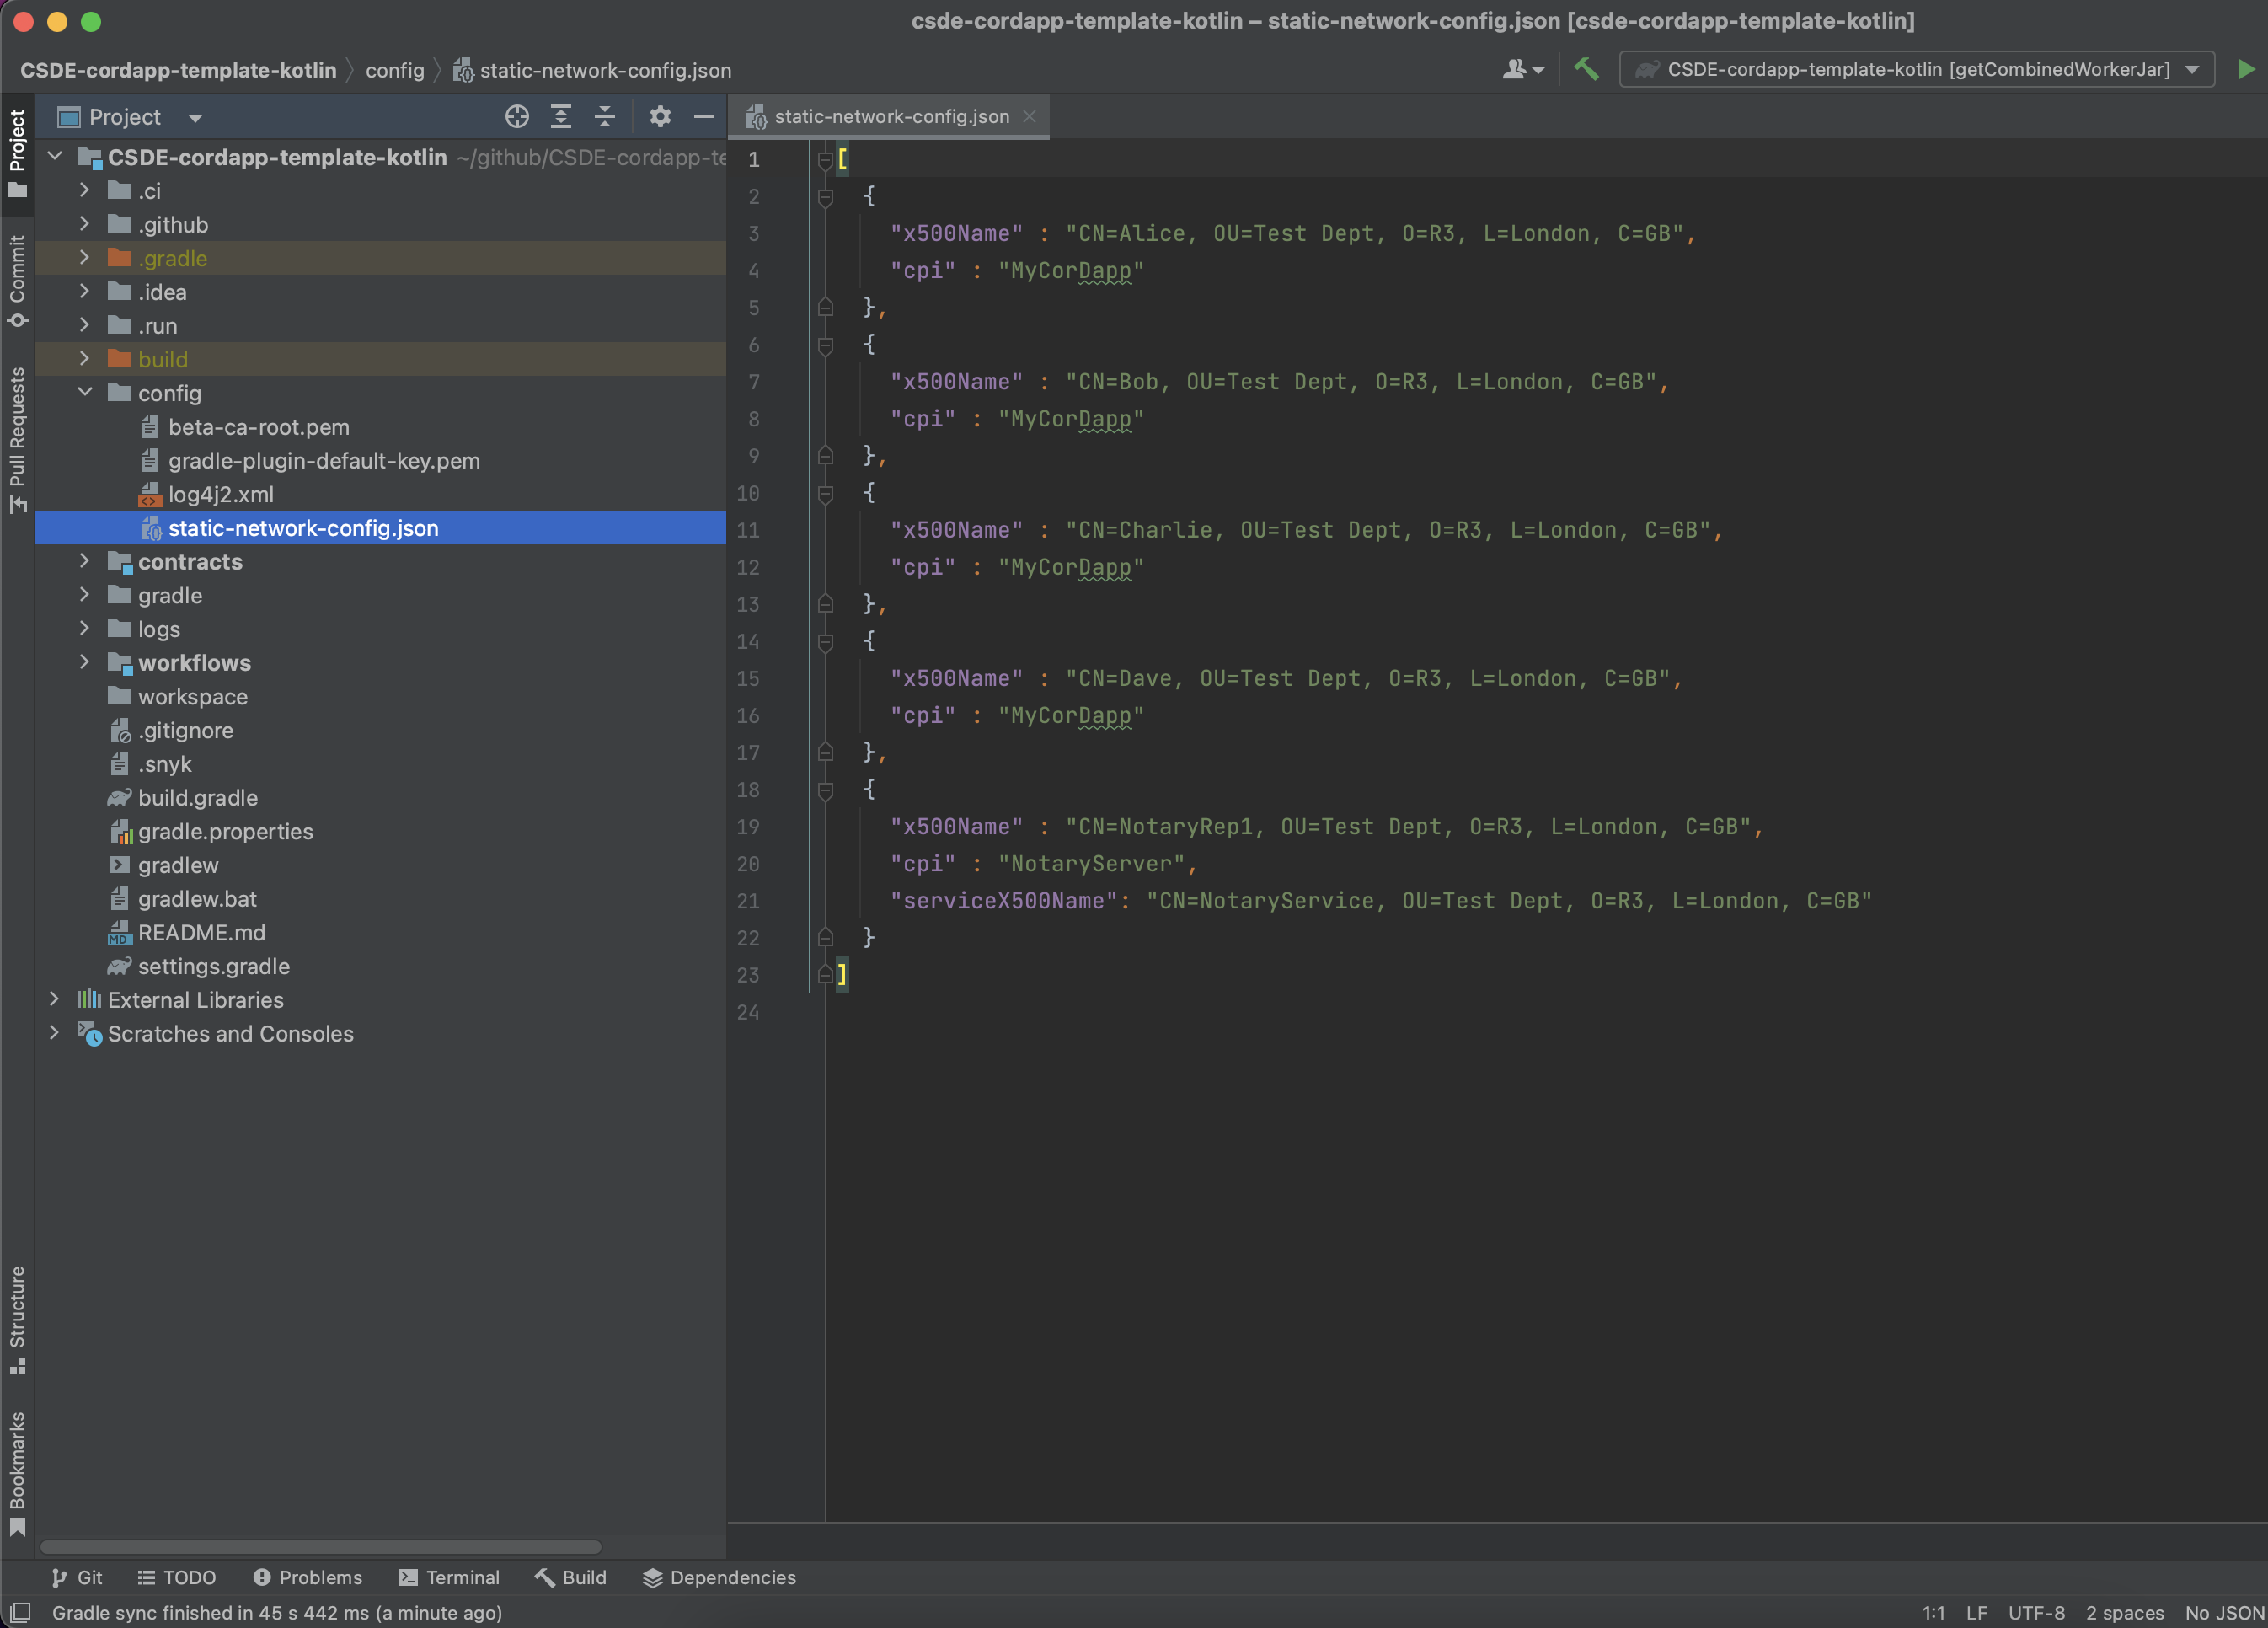 csde-cordapp-template-kotlin – static-network-config.json [csde-cordapp-template-kotlin]
CSDE-cordapp-template-kotlin config static-network-config.json
CSDE-cordapp-template-kotlin [getCombinedWorkerJar]
Project
Commit
Pull Requests
Structure
Bookmarks
Project
CSDE-cordapp-template-kotlin ~/github/CSDE-cordapp-te
.ci
.github
.gradle
.idea
.run
build
config
beta-ca-root.pem
gradle-plugin-default-key.pem
log4j2.xml
static-network-config.json
contracts
gradle
logs
workflows
workspace
.gitignore
.snyk
build.gradle
gradle.properties
gradlew
gradlew.bat
README.md
settings.gradle
External Libraries
Scratches and Consoles
static-network-config.json
1 [
2 {
3 "x500Name" : "CN=Alice, OU=Test Dept, O=R3, L=London, C=GB",
4 "cpi" : "MyCorDapp"
5 },
6 {
7 "x500Name" : "CN=Bob, OU=Test Dept, O=R3, L=London, C=GB",
8 "cpi" : "MyCorDapp"
9 },
10 {
11 "x500Name" : "CN=Charlie, OU=Test Dept, O=R3, L=London, C=GB",
12 "cpi" : "MyCorDapp"
13 },
14 {
15 "x500Name" : "CN=Dave, OU=Test Dept, O=R3, L=London, C=GB",
16 "cpi" : "MyCorDapp"
17 },
18 {
19 "x500Name" : "CN=NotaryRep1, OU=Test Dept, O=R3, L=London, C=GB",
20 "cpi" : "NotaryServer",
21 "serviceX500Name": "CN=NotaryService, OU=Test Dept, O=R3, L=London, C=GB"
22 }
23 ]
24
Git TODO Problems Terminal Build Dependencies
Gradle sync finished in 45 s 442 ms (a minute ago) 1:1 LF UTF-8 2 spaces No JSON